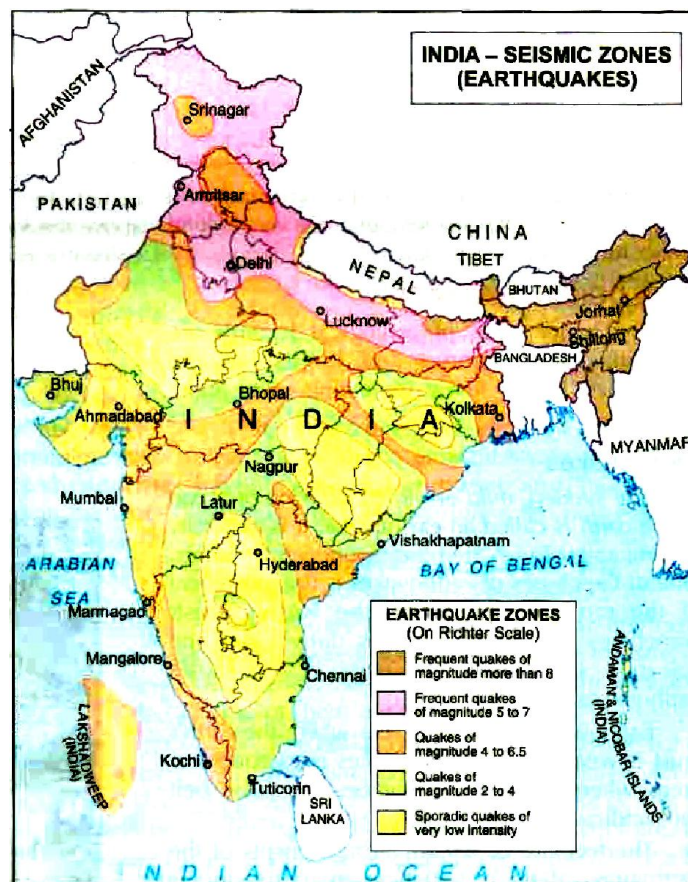 INDIA – SEISMIC ZONES
(EARTHQUAKES)
AFGHANISTAN
Srinagar
PAKISTAN
Amritsar
CHINA
TIBET
Delhi
NEPAL
BHUTAN
Lucknow
Jorhat
Shillong
BANGLADESH
Bhuj
Ahmadabad
Bhopal
INDIA
Kolkata
MYANMAR
Nagpur
Mumbai
Latur
Vishakhapatnam
Hyderabad
ARABIAN
SEA
BAY OF BENGAL
Marmagao
Mangalore
Chennai
LAKSHADWEEP
(INDIA)
ANDAMAN & NICOBAR ISLANDS
(INDIA)
Kochi
Tuticorin
SRI
LANKA
EARTHQUAKE ZONES
(On Richter Scale)
Frequent quakes of
magnitude more than 8
Frequent quakes
of magnitude 5 to 7
Quakes of
magnitude 4 to 6.5
Quakes of
magnitude 2 to 4
Sporadic quakes of
very low intensity
INDIAN OCEAN